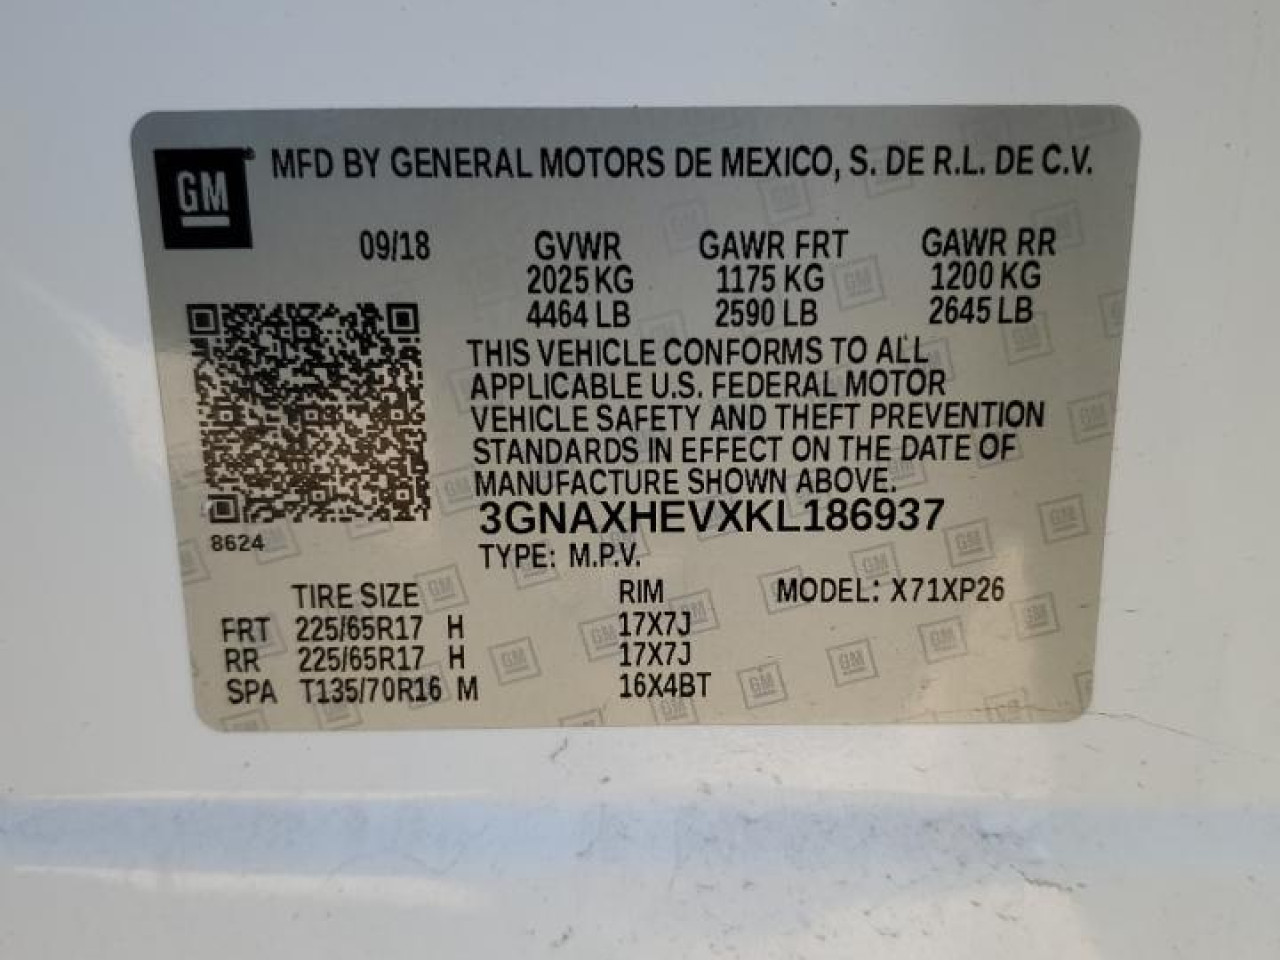 GM
MFD BY GENERAL MOTORS DE MEXICO, S. DE R.L. DE C.V.
09/18 GVWR GAWR FRT GAWR RR
2025 KG 1175 KG 1200 KG
4464 LB 2590 LB 2645 LB
THIS VEHICLE CONFORMS TO ALL
APPLICABLE U.S. FEDERAL MOTOR
VEHICLE SAFETY AND THEFT PREVENTION
STANDARDS IN EFFECT ON THE DATE OF
MANUFACTURE SHOWN ABOVE.
3GNAXHEVXKL186937
8624
TYPE: M.P.V.
TIRE SIZE RIM MODEL: X71XP26
FRT 225/65R17 H 17X7J
RR 225/65R17 H 17X7J
SPA T135/70R16 M 16X4BT